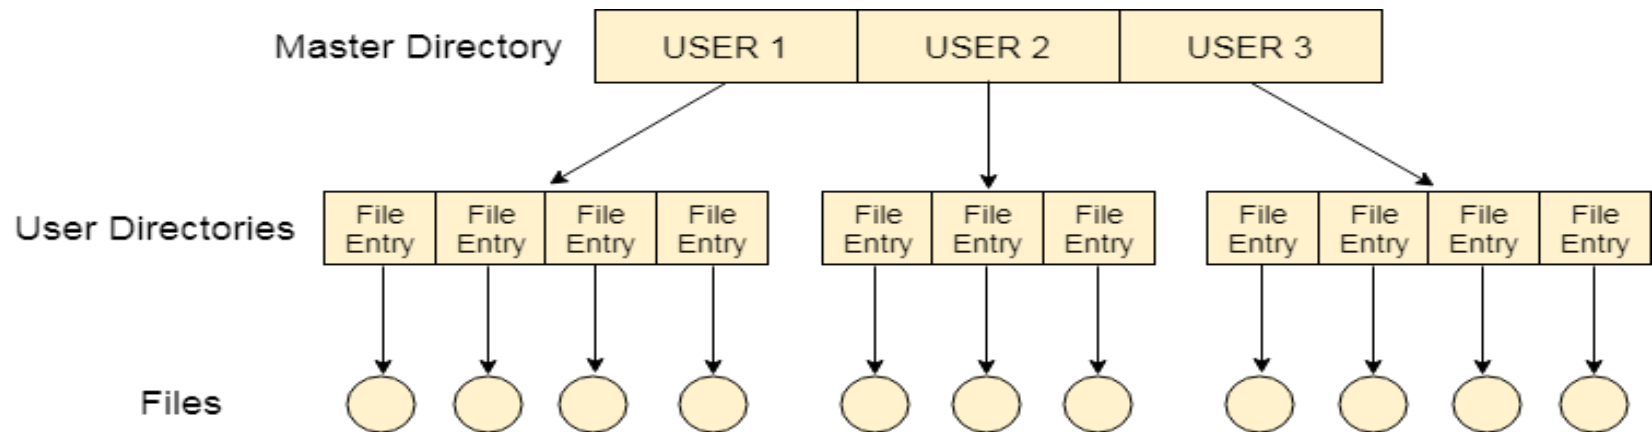 Master Directory USER 1 USER 2 USER 3
User Directories
File File File File File File File File File File File
Entry Entry Entry Entry Entry Entry Entry Entry Entry Entry Entry
Files